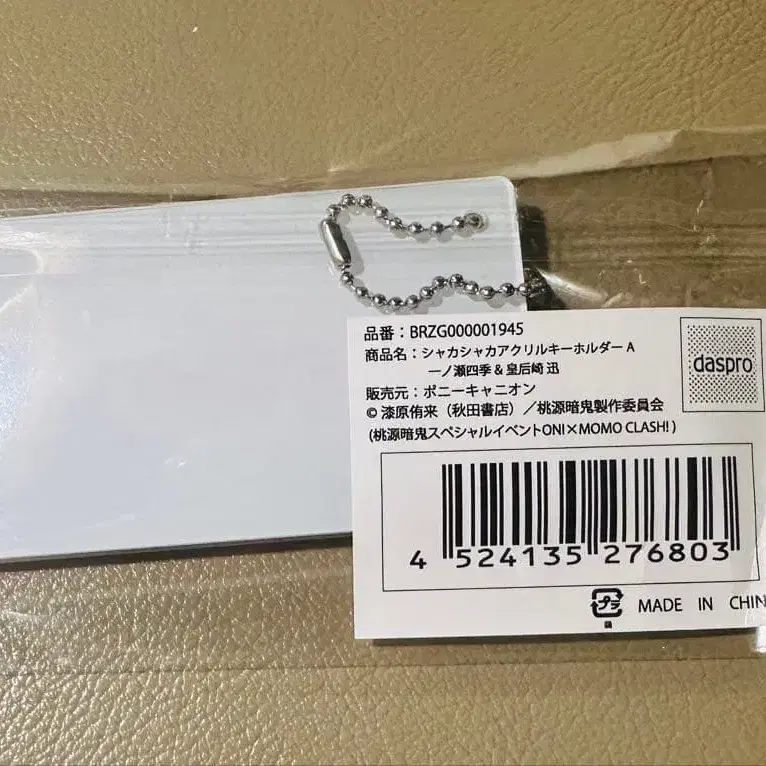 品番：BRZG000001945
商品名：シャカシャカアクリルキーホルダー A
一ノ瀬四季 & 皇后崎 迅
販売元：ポニーキャニオン
© 漆原侑来（秋田書店）／桃源暗鬼製作委員会
(桃源暗鬼スペシャルイベントONI×MOMO CLASH! )
daspro
4 524135 276803
プラ
MADE IN CHIN